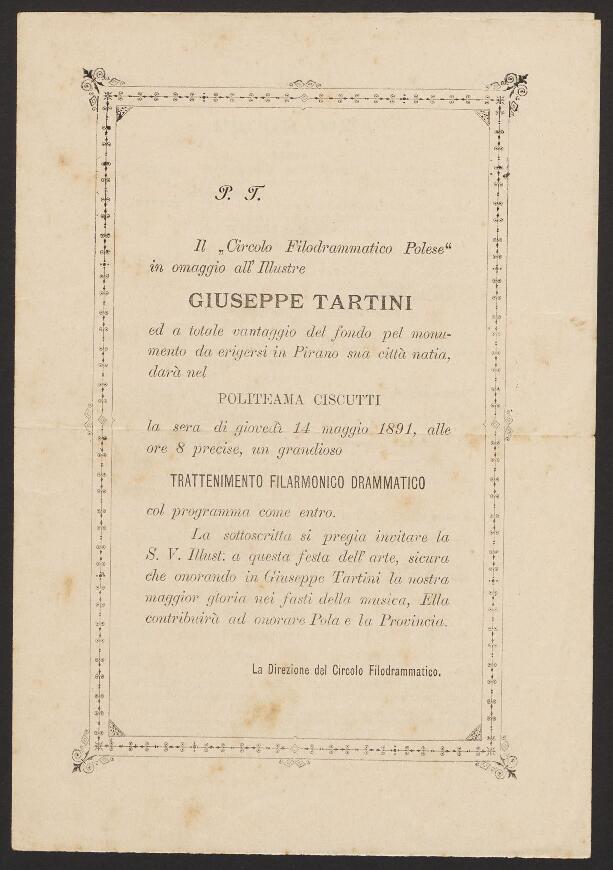 P. T.
Il „Circolo Filodrammatico Polese“
in omaggio all' Illustre
GIUSEPPE TARTINI
ed a totale vantaggio del fondo pel monu-
mento da erigersi in Pirano sua città natia,
darà nel
POLITEAMA CISCUTTI
la sera di giovedì 14 maggio 1891, alle
ore 8 precise, un grandioso
TRATTENIMENTO FILARMONICO DRAMMATICO
col programma come entro.
La sottoscritta si pregia invitare la
S. V. Illust. a questa festa dell' arte, sicura
che onorando in Giuseppe Tartini la nostra
maggior gloria nei fasti della musica, Ella
contribuirà ad onorare Pola e la Provincia.
La Direzione del Circolo Filodrammatico.